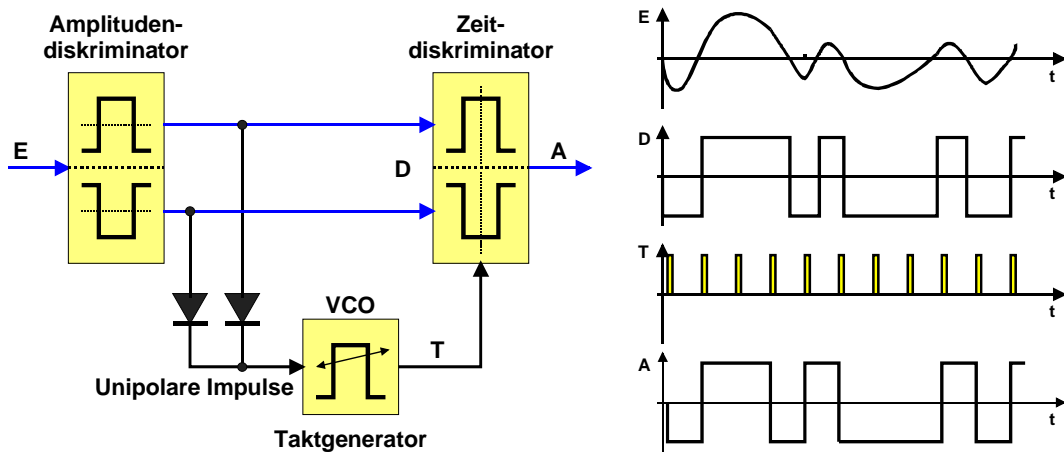 Amplituden-
diskriminator
Zeit-
diskriminator
E
D
A
VCO
T
Unipolare Impulse
Taktgenerator
E
t
D
t
T
t
A
t